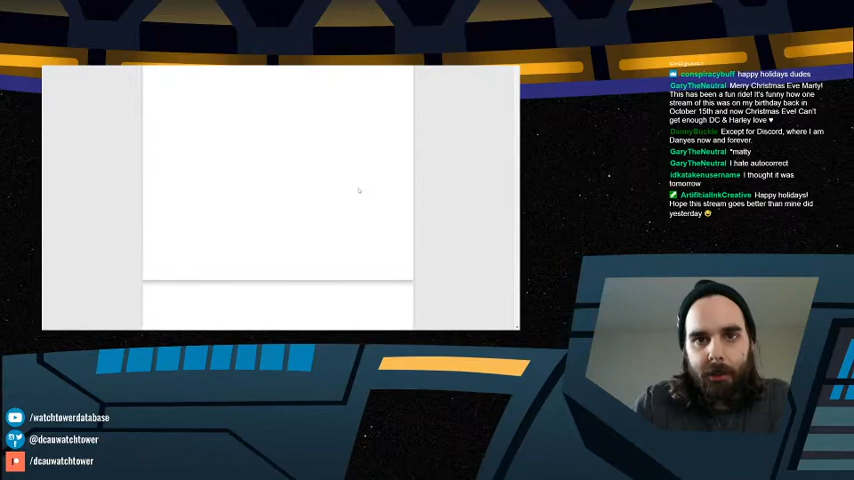 conspiracybuff happy holidays dudes
GaryTheNeutral Merry Christmas Eve Marty!
This has been a fun ride! It's funny how one
stream of this was on my birthday back in
October 15th and now Christmas Eve! Can't
get enough DC & Harley love ♥
DannyBuckle Except for Discord, where I am
Danyes now and forever.
GaryTheNeutral *matty
GaryTheNeutral I hate autocorrect
idkatakenusername I thought it was
tomorrow
ArtifiticialInkCreative Happy holidays!
Hope this stream goes better than mine did
yesterday 😅
/watchtowerdatabase
@dcauwatchtower
/dcauwatchtower